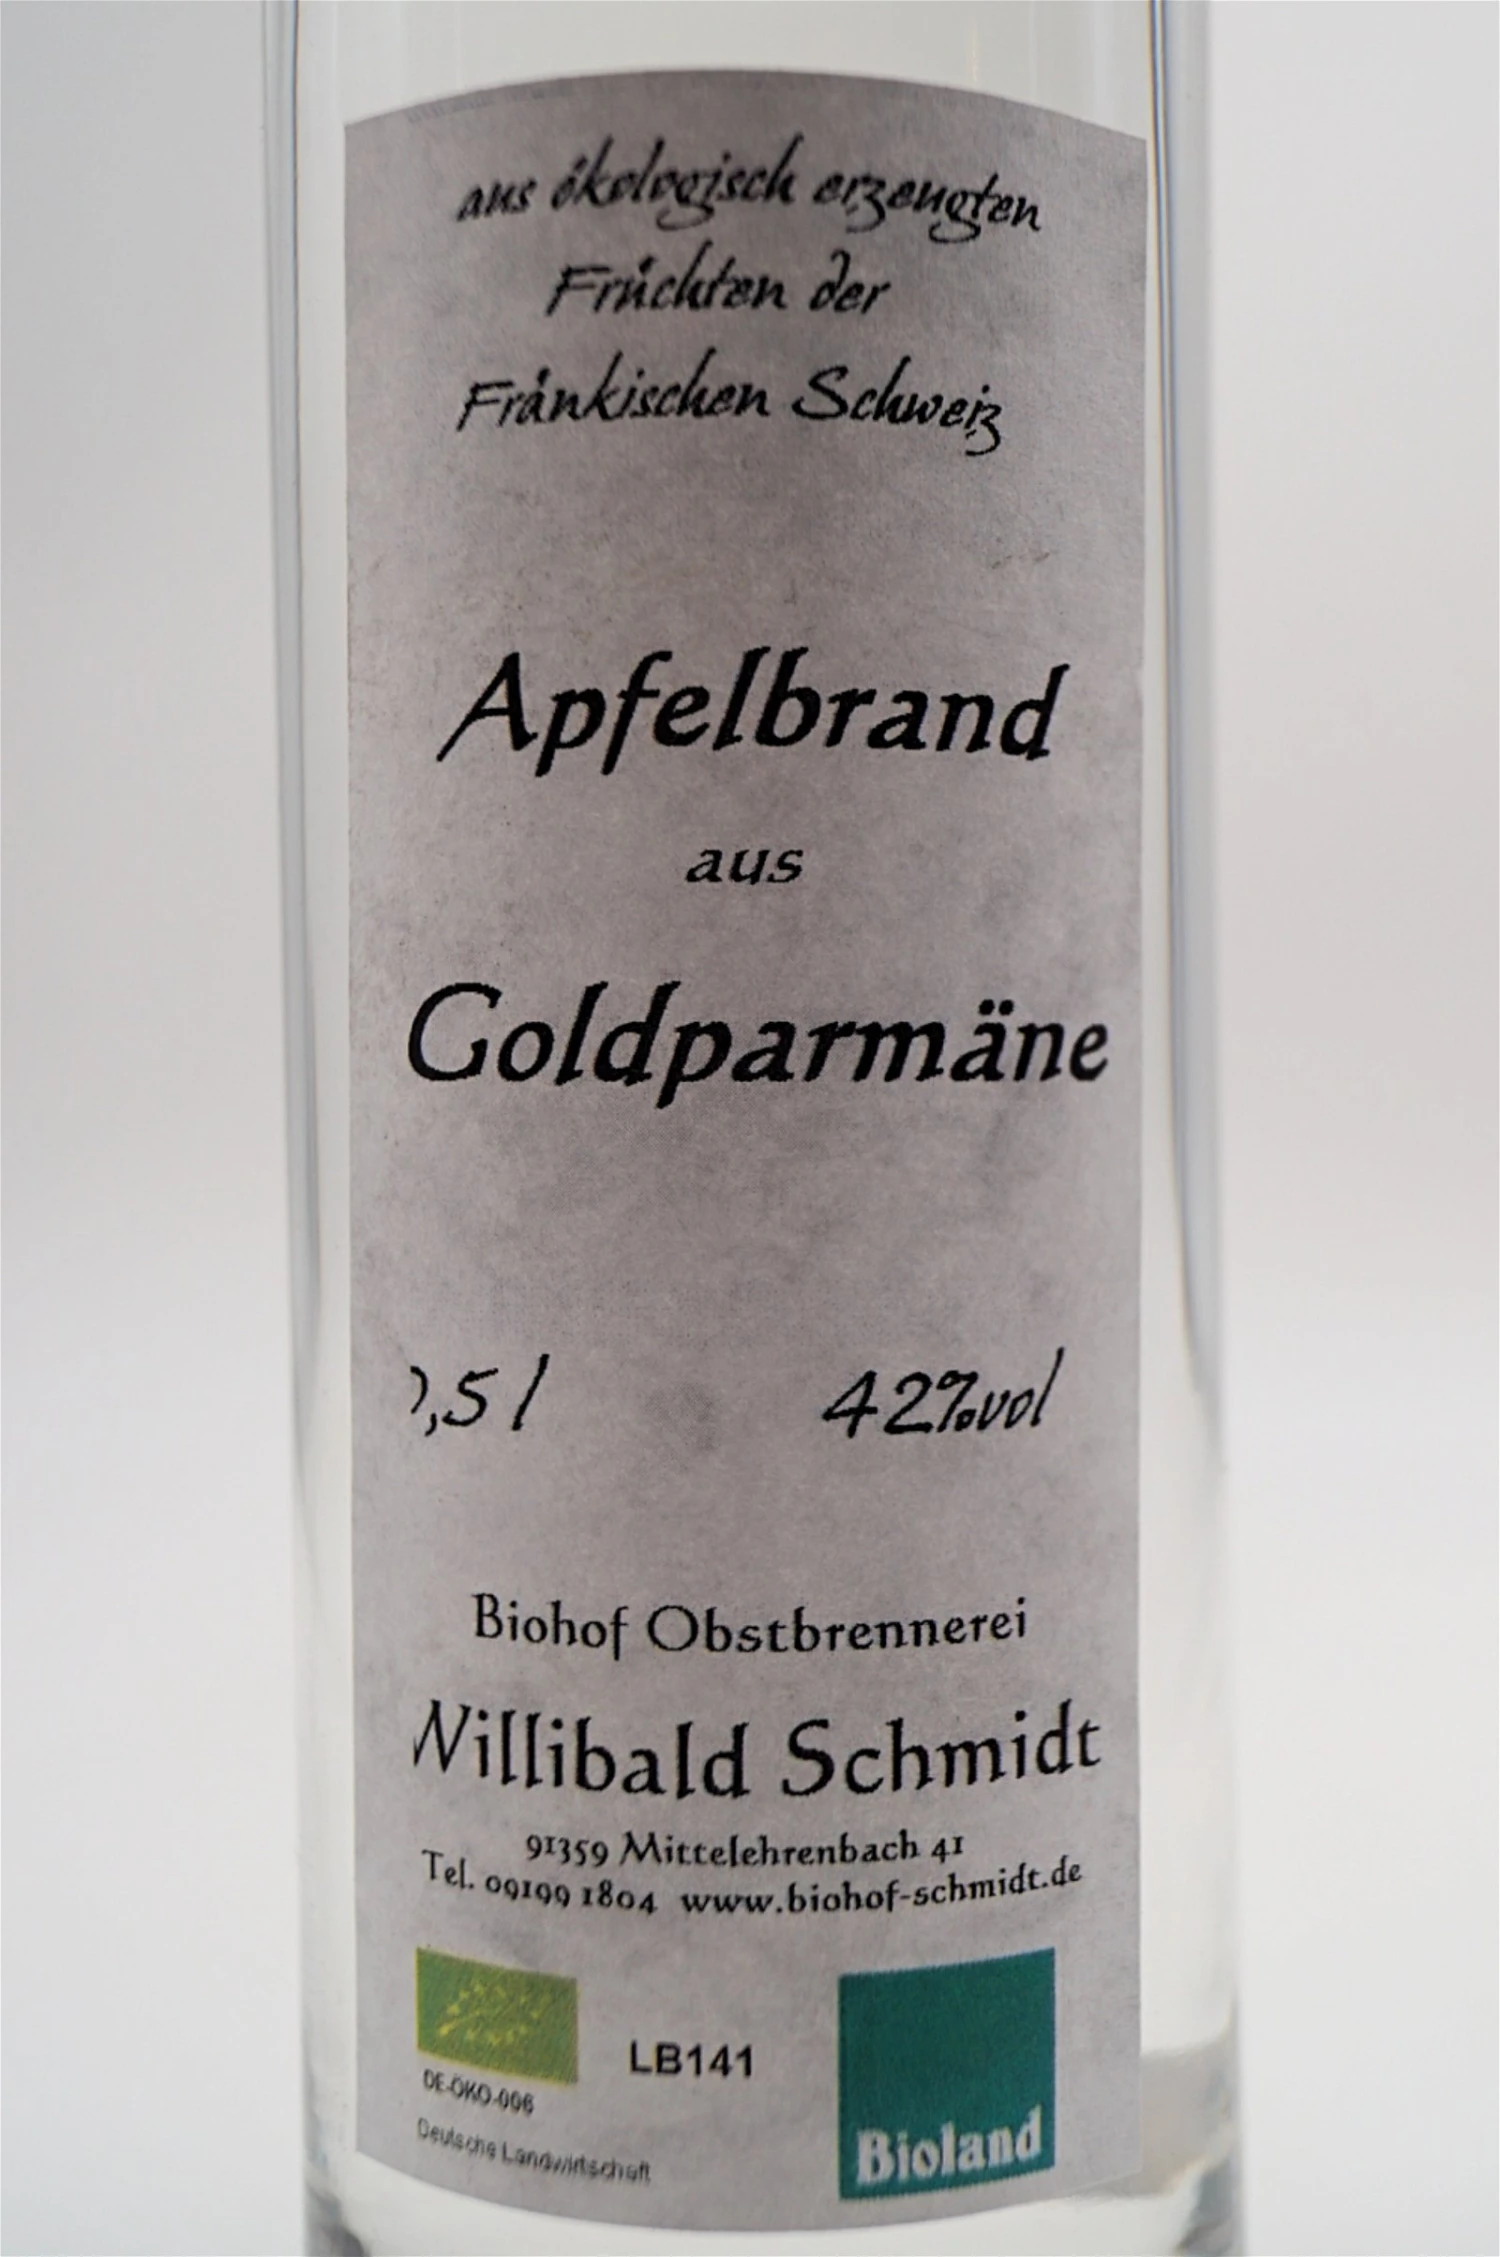 aus ökologisch erzeugten
Früchten der
Fränkischen Schweiz
Apfelbrand
aus
Goldparmäne
,5 l 42%vol
Biohof Obstbrennerei
Willibald Schmidt
91359 Mittelehrenbach 41
Tel. 09199 1804 www.biohof-schmidt.de
LB141
DE-ÖKO-006
Deutsche Landwirtschaft
Bioland